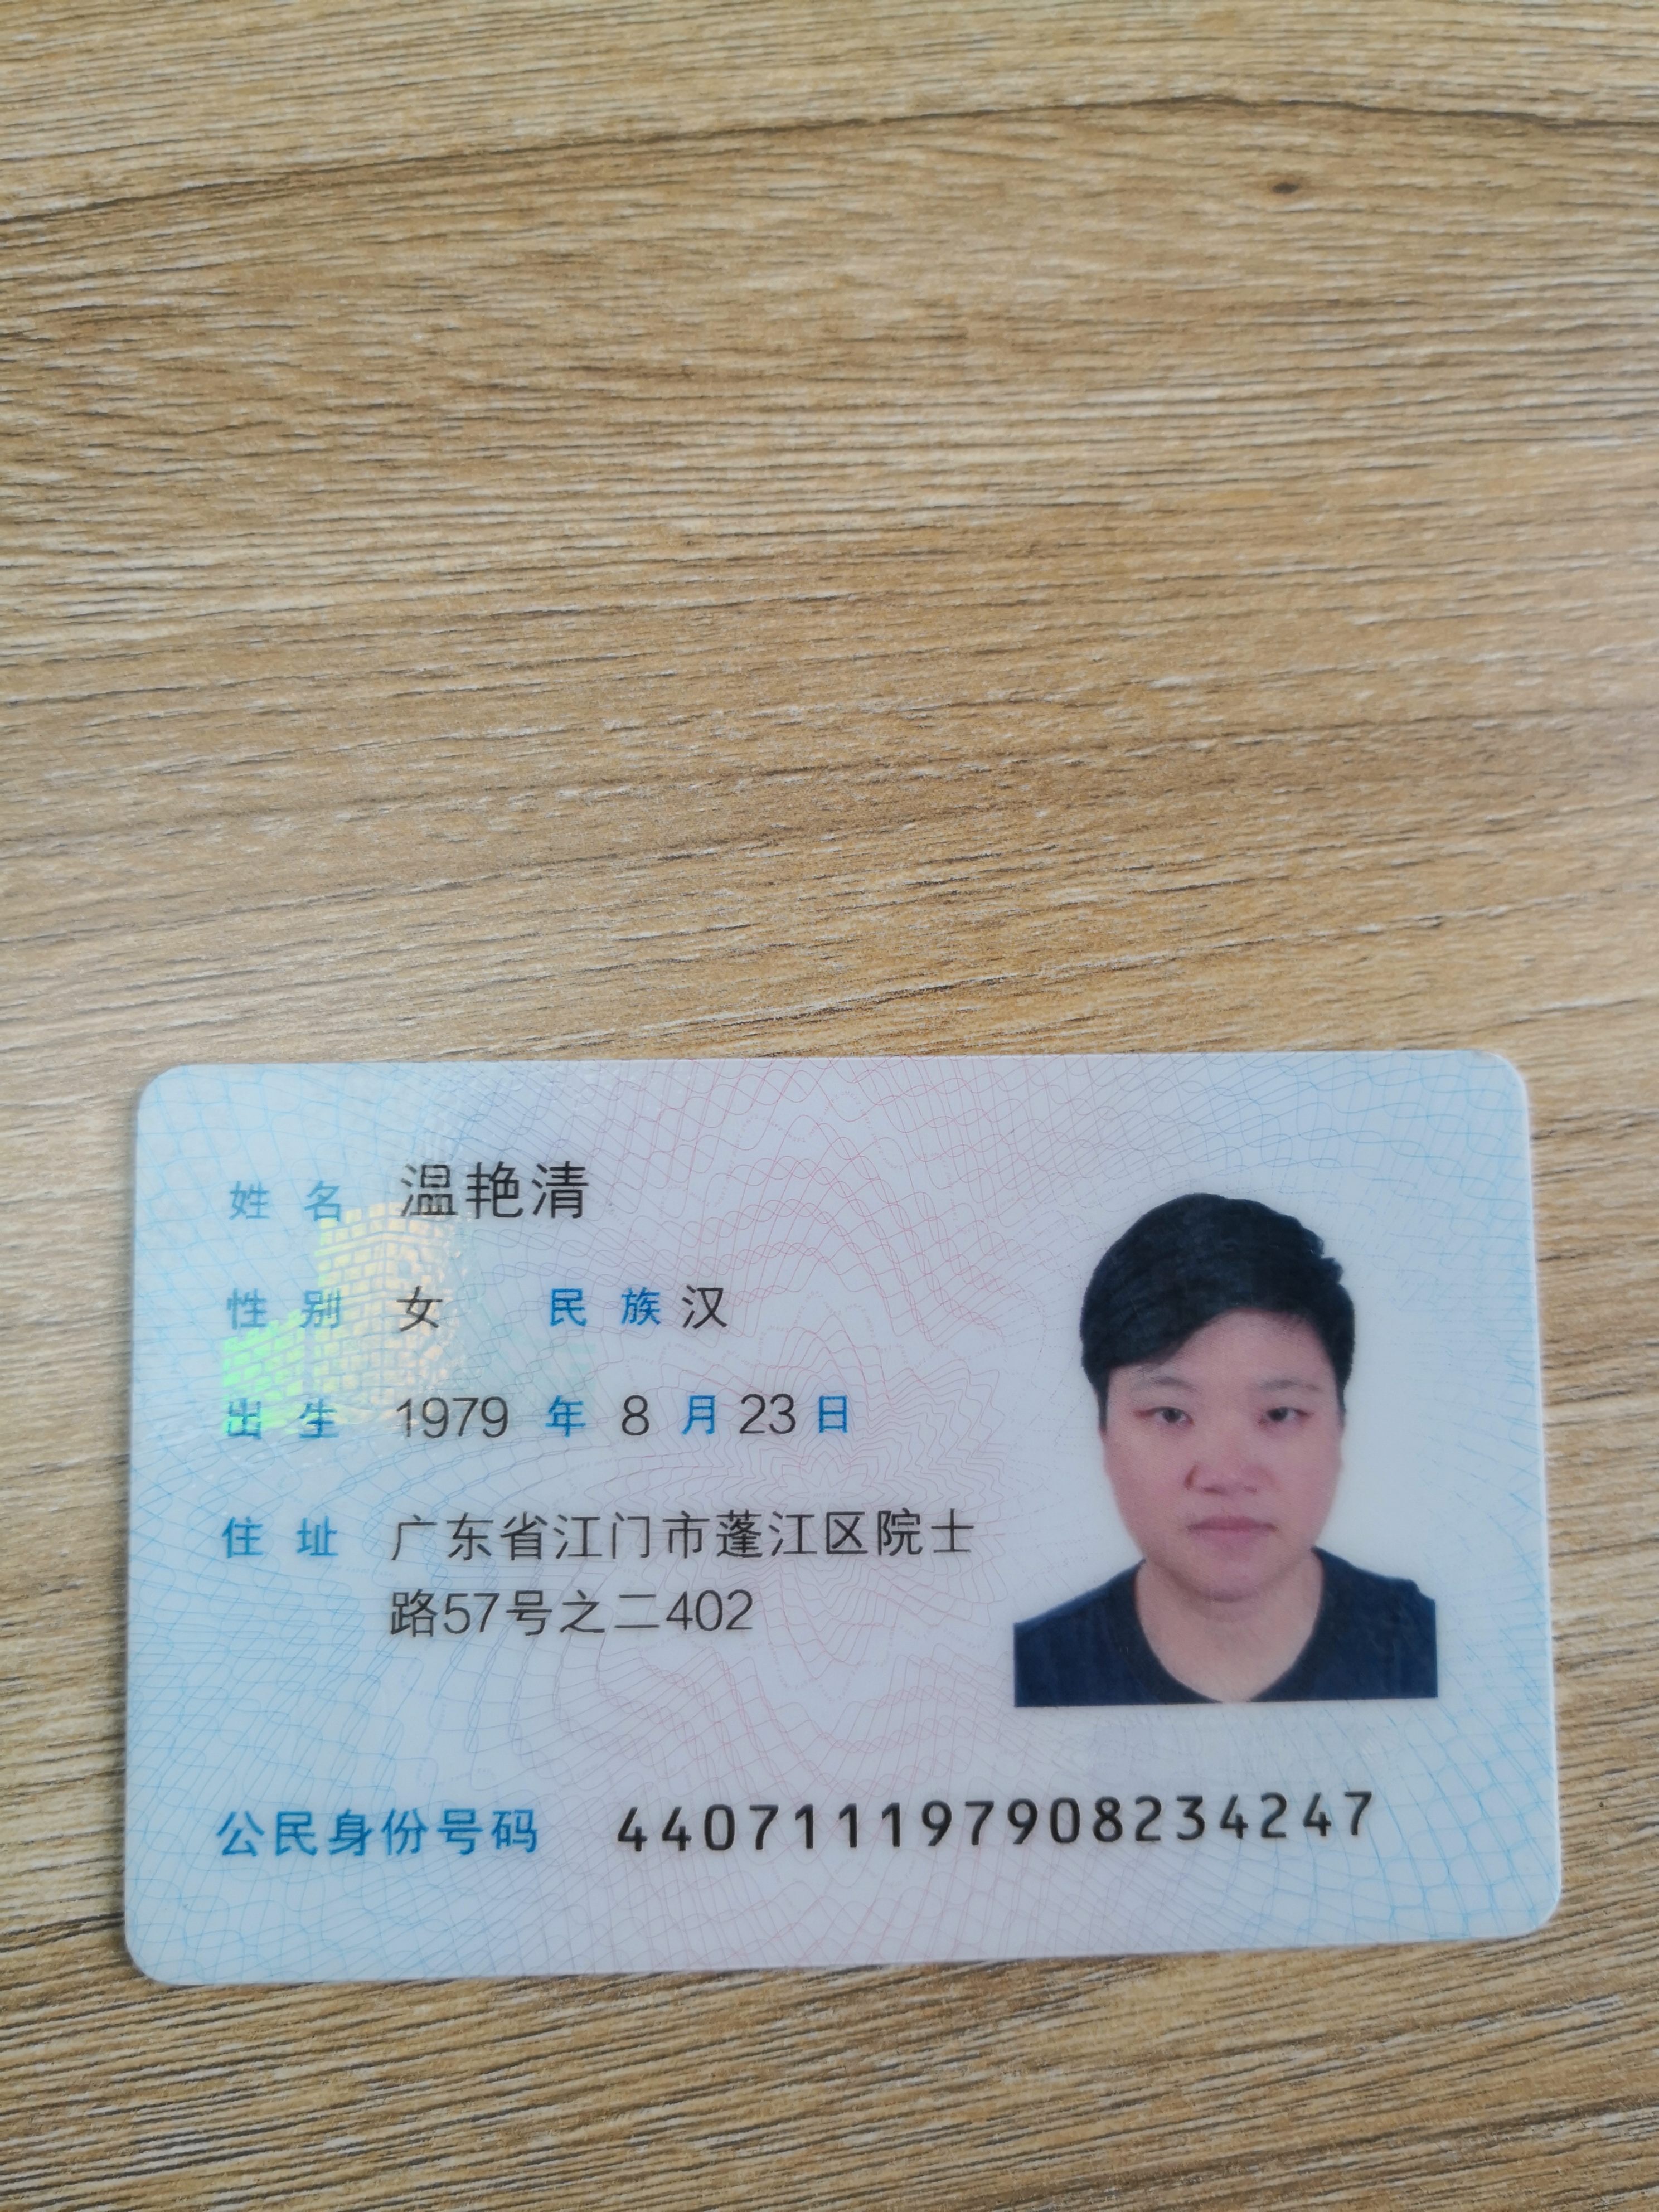 姓名 温艳清
性别 女 民族 汉
出生 1979 年 8 月 23 日
住址 广东省江门市蓬江区院士
路57号之二402
公民身份号码 440711197908234247